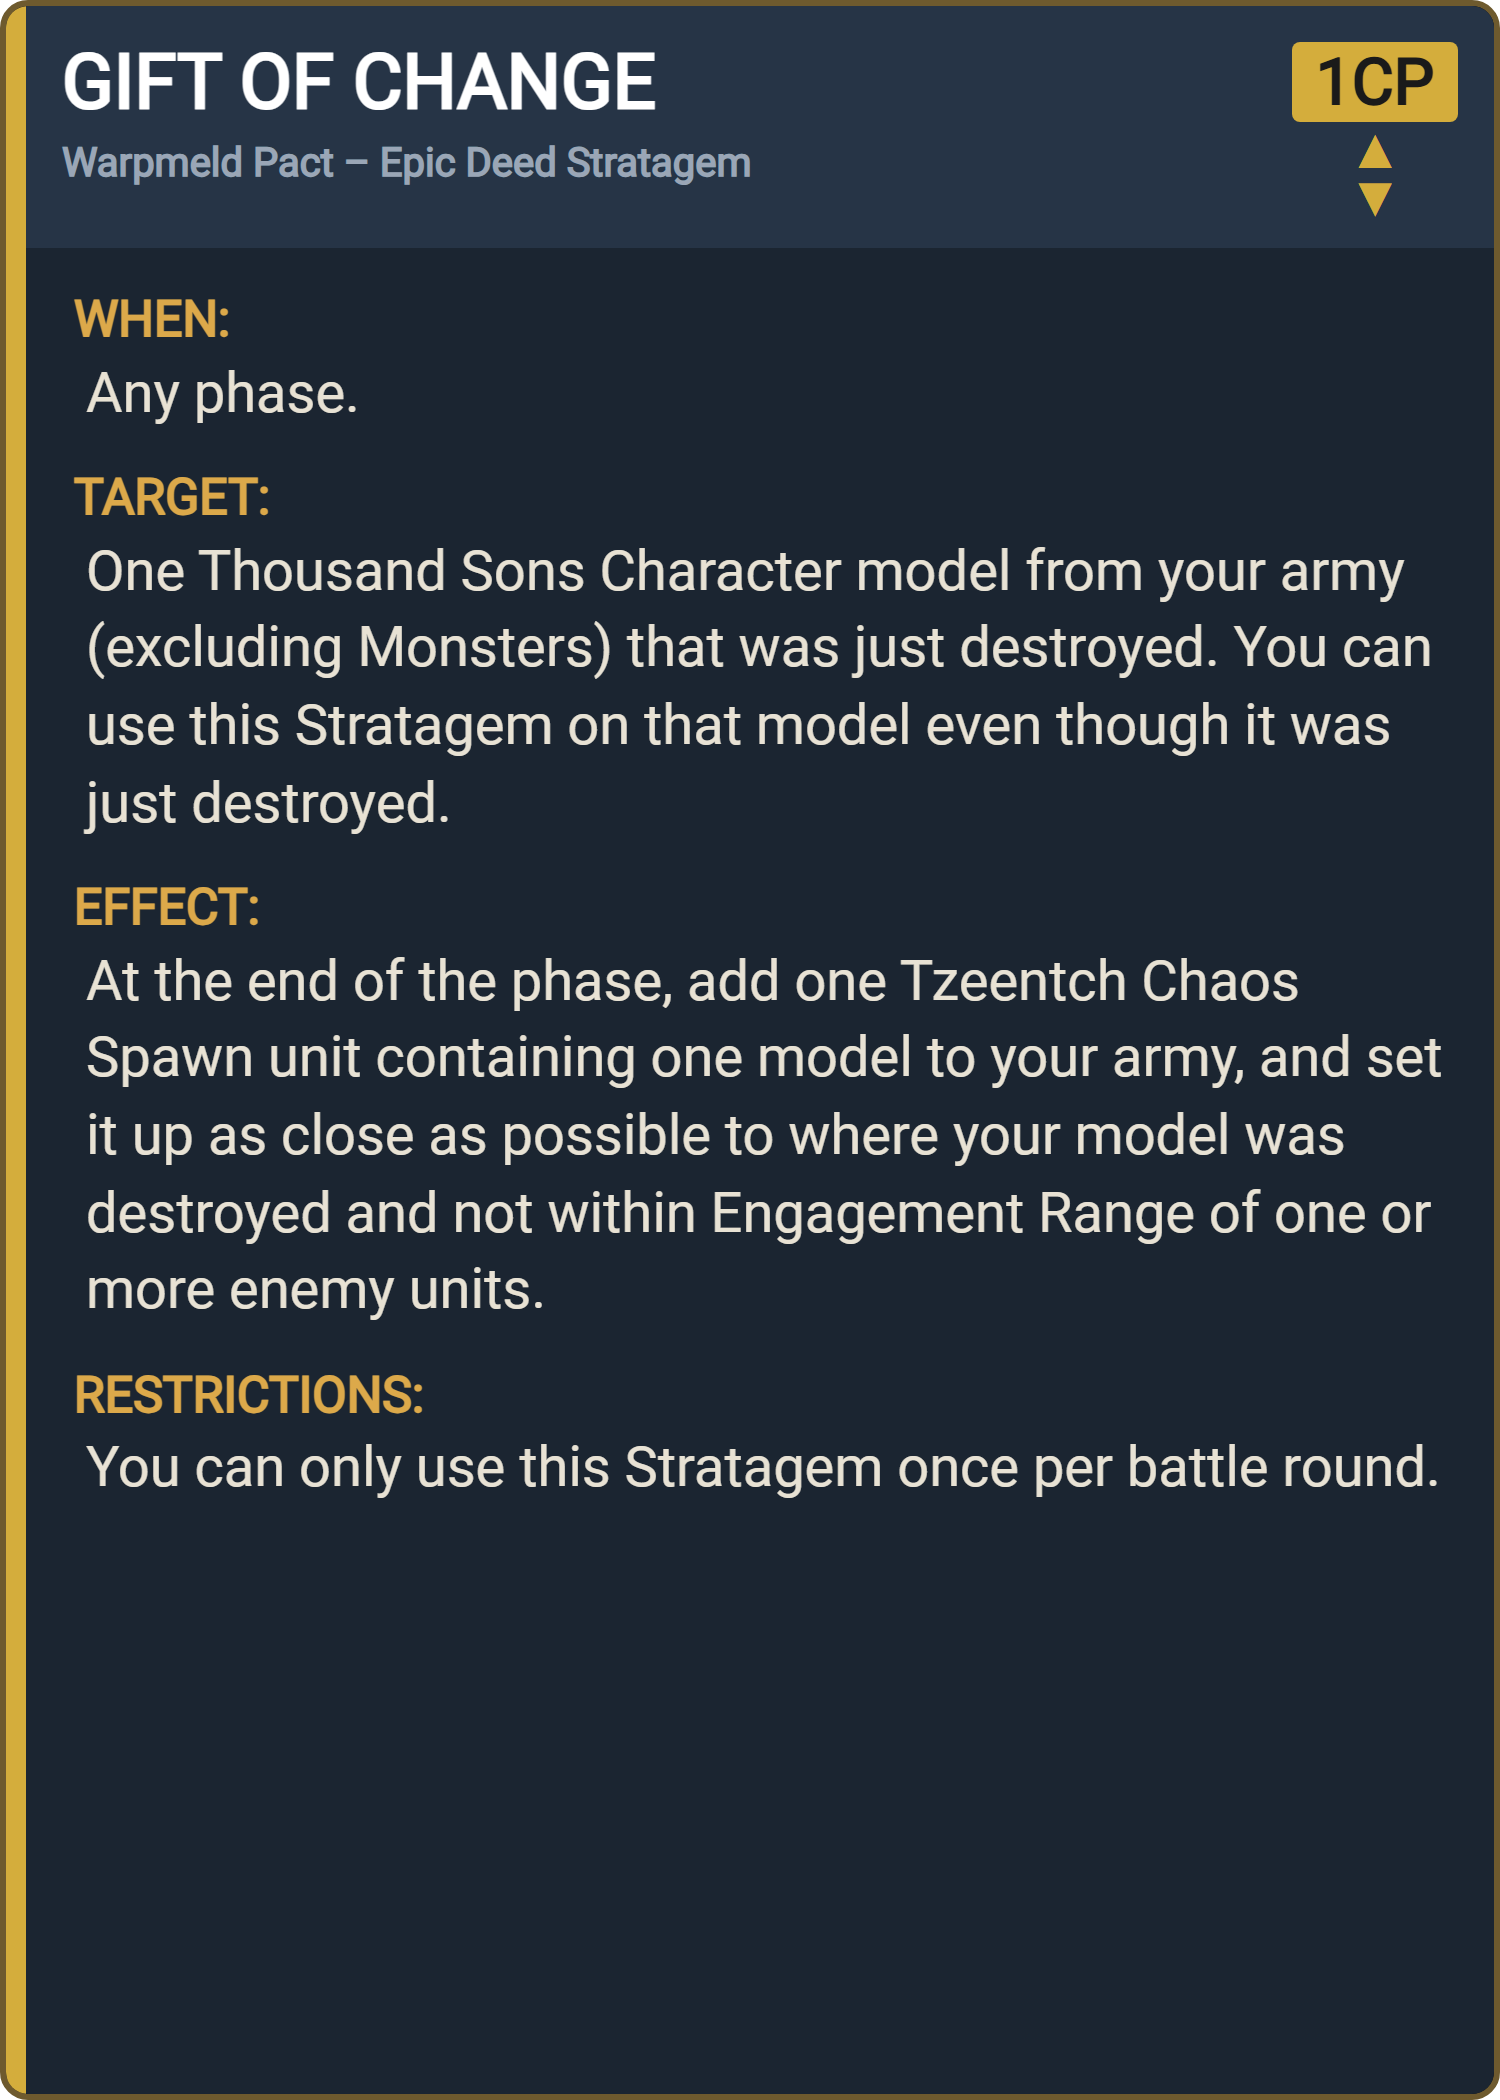 GIFT OF CHANGE
1CP
Warpmeld Pact – Epic Deed Stratagem
WHEN:
Any phase.
TARGET:
One Thousand Sons Character model from your army
(excluding Monsters) that was just destroyed. You can
use this Stratagem on that model even though it was
just destroyed.
EFFECT:
At the end of the phase, add one Tzeentch Chaos
Spawn unit containing one model to your army, and set
it up as close as possible to where your model was
destroyed and not within Engagement Range of one or
more enemy units.
RESTRICTIONS:
You can only use this Stratagem once per battle round.